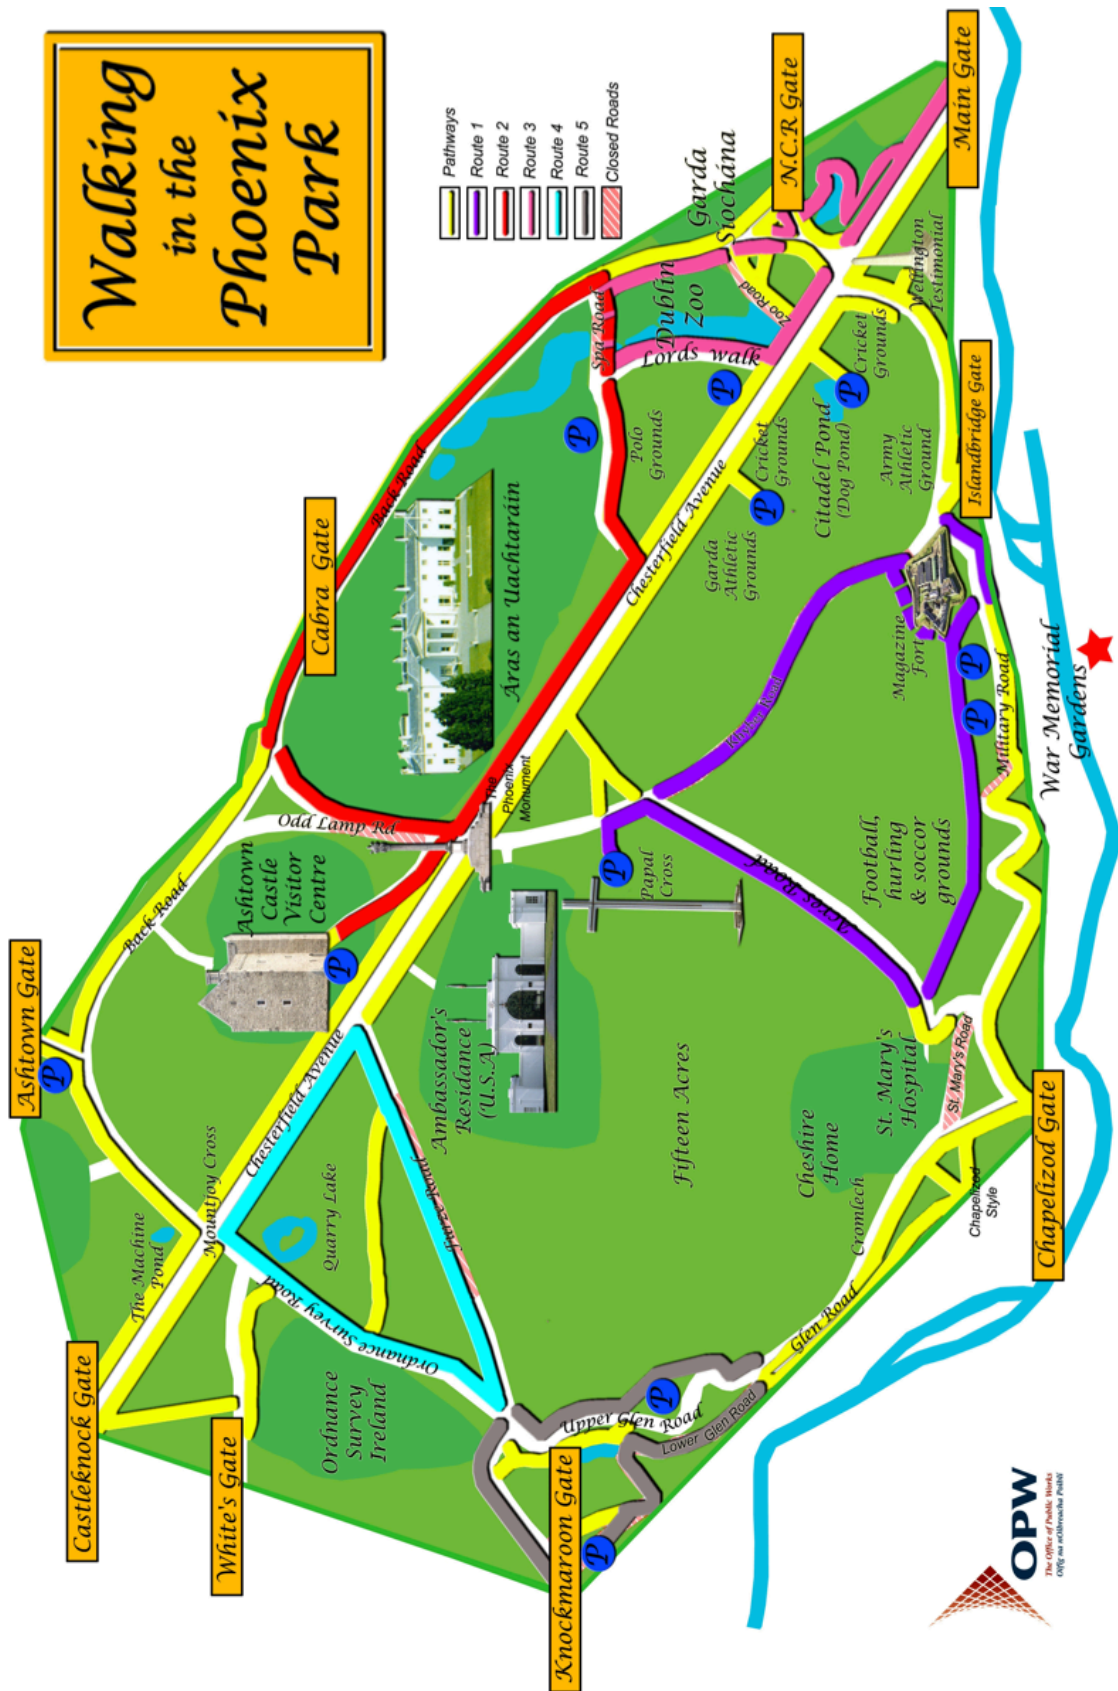 Walking
in the
Phoenix
Park
Pathways
Route 1
Route 2
Route 3
Route 4
Route 5
Closed Roads
Castleknock Gate
White's Gate
Knockmaroon Gate
Ashtown Gate
Cabra Gate
N.C.R Gate
Main Gate
Islandbridge Gate
Chapelizod Gate
The Machine
Pond
Mountjoy Cross
Back Road
Back Road
Ashtown
Castle
Visitor
Centre
Odd Lamp Rd
Chesterfield Avenue
Chesterfield Avenue
Quarry Lake
Ordnance Survey Road
Ordnance
Survey
Ireland
Furze Road
Ambassador's
Residance
(U.S.A)
The
Phoenix
Monument
Áras an Uachtaráin
Spa Road
Polo
Grounds
Dublin
Zoo
Lords walk
Zoo Road
Garda
Síochána
Wellington
Testimonial
Cricket
Grounds
Cricket
Grounds
Citadel Pond
(Dog Pond)
Army
Athletic
Ground
Garda
Athletic
Grounds
Khyber Road
Magazine
Fort
Military Road
War Memorial
Gardens
Papal
Cross
Acres Road
Football,
hurling
& soccor
grounds
Fifteen Acres
St. Mary's
Hospital
St. Mary's Road
Cheshire
Home
Cromlech
Chapelizod
Style
Glen Road
Upper Glen Road
Lower Glen Road
P
P
P
P
P
P
P
P
P
P
P
OPW
The Office of Public Works
Oifig na nOibreacha Poiblí